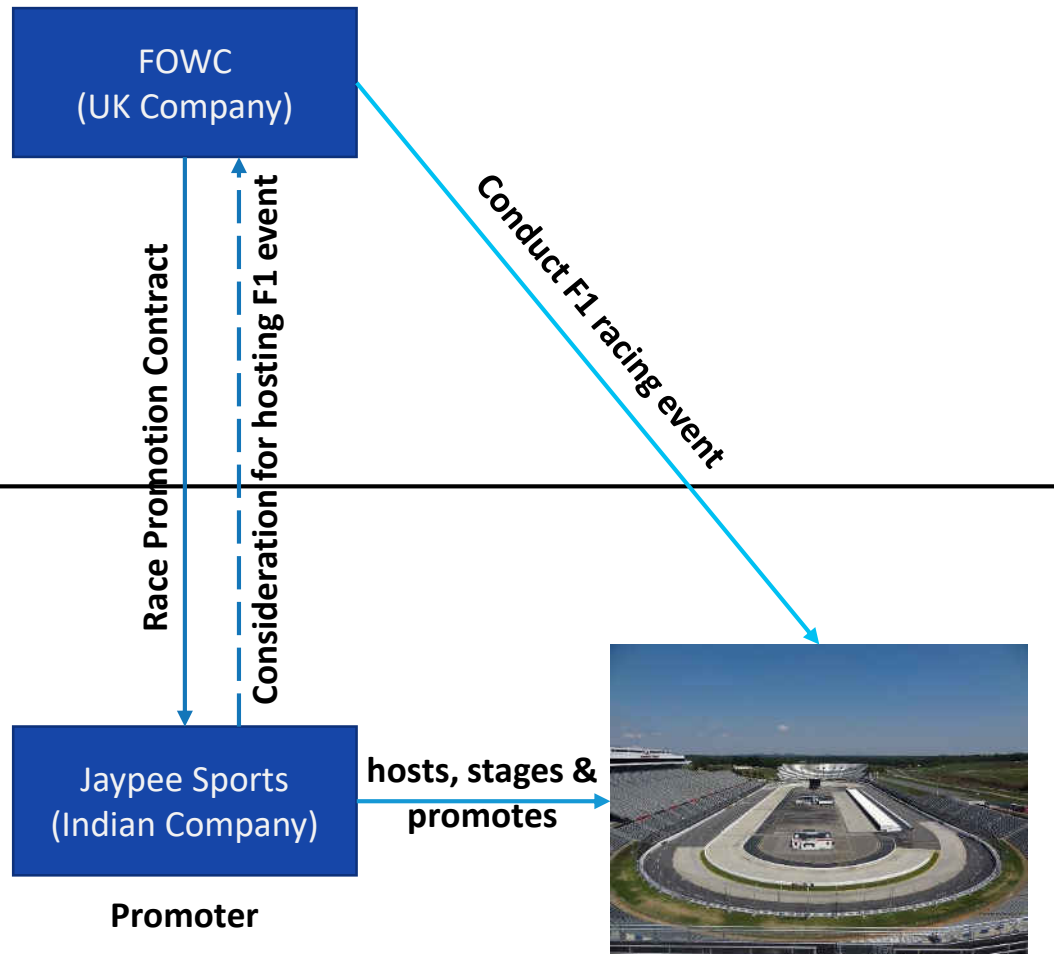 FOWC
(UK Company)
Race Promotion Contract
Consideration for hosting F1 event
Conduct F1 racing event
Jaypee Sports
(Indian Company)
hosts, stages &
promotes
Promoter